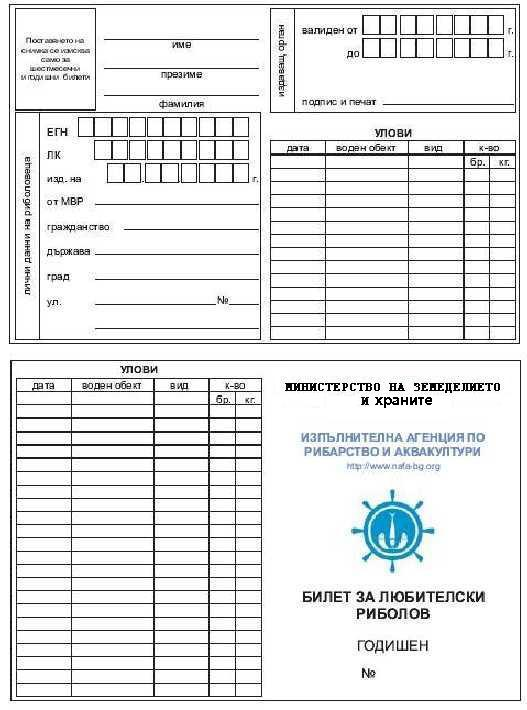 Поставянето на
снимка се изисква
само за
шестмесечни
и годишни билети
име
презиме
фамилия
лични данни на риболовеца
ЕГН
ЛК
изд. на . . г.
от МВР
гражданство
държава
град
ул. №
издаващ орган
валиден от г.
до г.
подпис и печат
УЛОВИ
дата воден обект вид к-во
бр. кг.
УЛОВИ
дата воден обект вид к-во
бр. кг.
МИНИСТЕРСТВО НА ЗЕМЕДЕЛИЕТО
и храните
ИЗПЪЛНИТЕЛНА АГЕНЦИЯ ПО
РИБАРСТВО И АКВАКУЛТУРИ
http://www.nafa-bg.org
БИЛЕТ ЗА ЛЮБИТЕЛСКИ
РИБОЛОВ
ГОДИШЕН
№